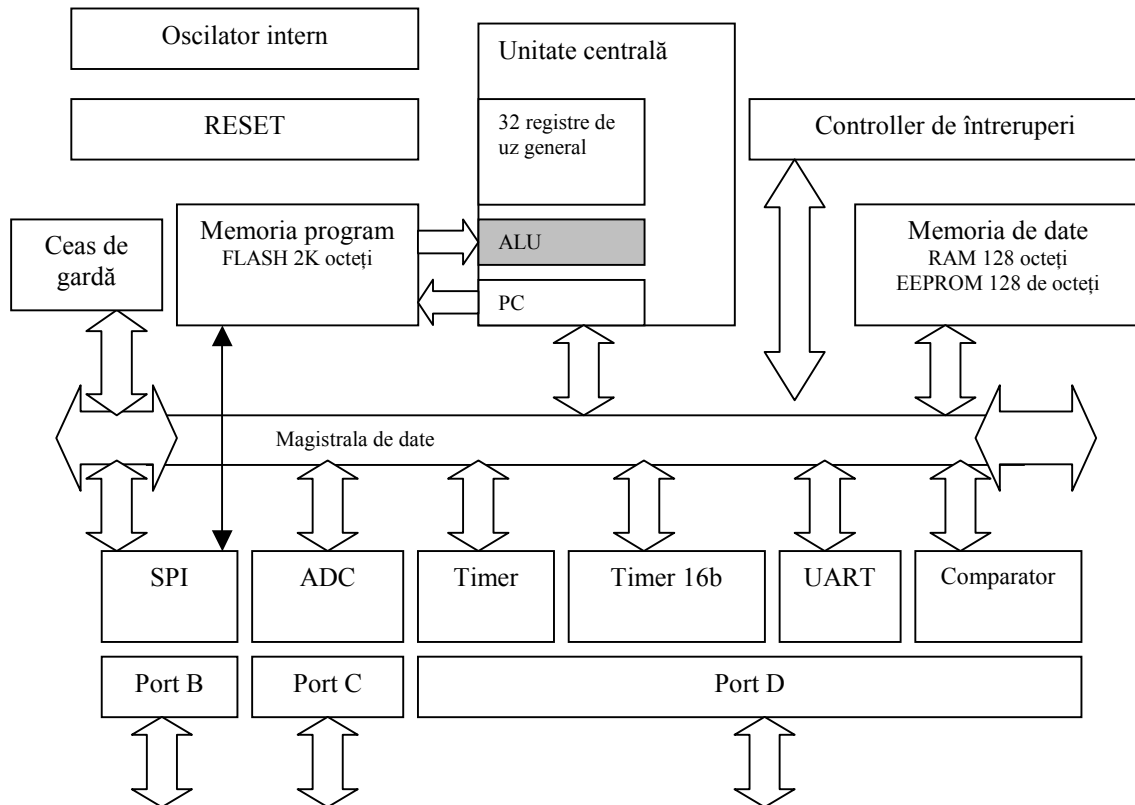 Oscilator intern
Unitate centrală
RESET
32 registre de
uz general
Controller de întreruperi
Ceas de
gardă
Memoria program
FLASH 2K octeți
ALU
PC
Memoria de date
RAM 128 octeți
EEPROM 128 de octeți
Magistrala de date
SPI
ADC
Timer
Timer 16b
UART
Comparator
Port B
Port C
Port D